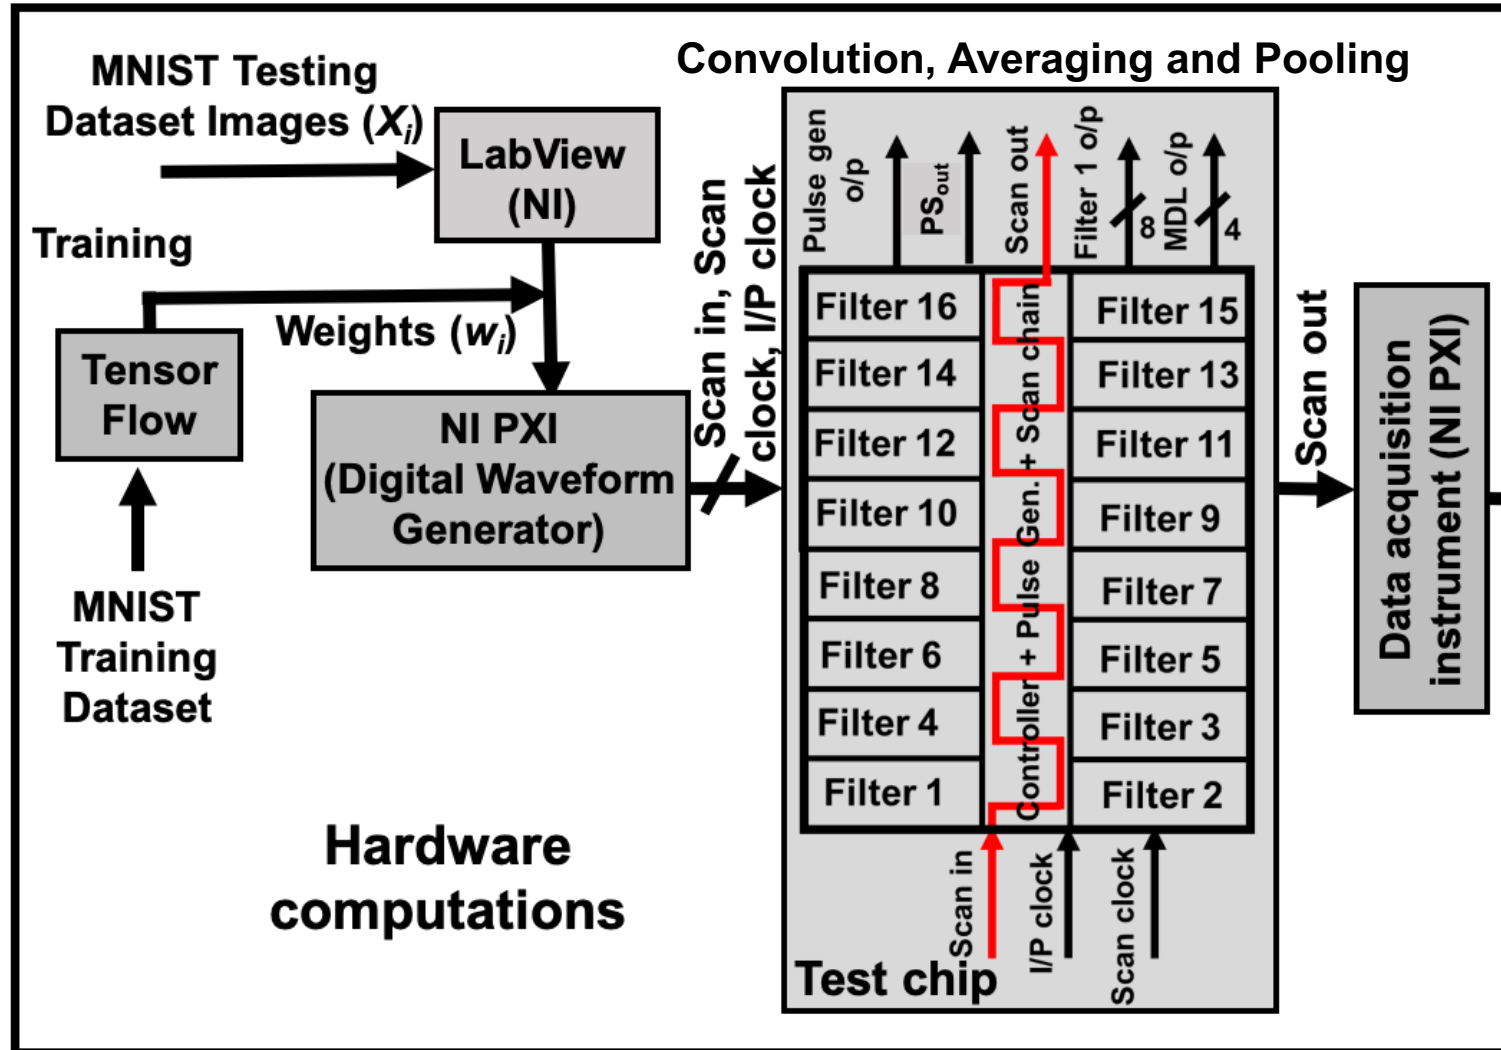 Convolution, Averaging and Pooling
MNIST Testing
Dataset Images (Xi)
LabView
(NI)
Training
Weights (wi)
Tensor
Flow
MNIST
Training
Dataset
NI PXI
(Digital Waveform
Generator)
Scan in, Scan
clock, I/P clock
Pulse gen
o/p
PSout
Scan out
Filter 1 o/p
8
MDL o/p
4
Filter 16
Filter 14
Filter 12
Filter 10
Filter 8
Filter 6
Filter 4
Filter 1
Controller + Pulse Gen. + Scan chain
Filter 15
Filter 13
Filter 11
Filter 9
Filter 7
Filter 5
Filter 3
Filter 2
Scan in
I/P clock
Scan clock
Test chip
Scan out
Data acquisition
instrument (NI PXI)
Hardware
computations